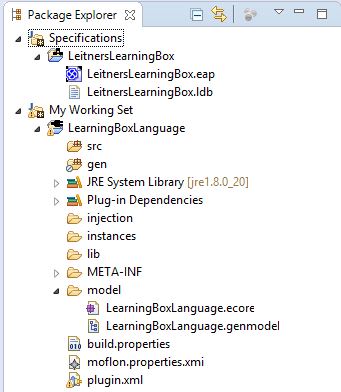 Package Explorer
Specifications
LeitnersLearningBox
LeitnersLearningBox.eap
LeitnersLearningBox.ldb
My Working Set
LearningBoxLanguage
src
gen
JRE System Library [jre1.8.0_20]
Plug-in Dependencies
injection
instances
lib
META-INF
model
LearningBoxLanguage.ecore
LearningBoxLanguage.genmodel
build.properties
moflon.properties.xmi
plugin.xml